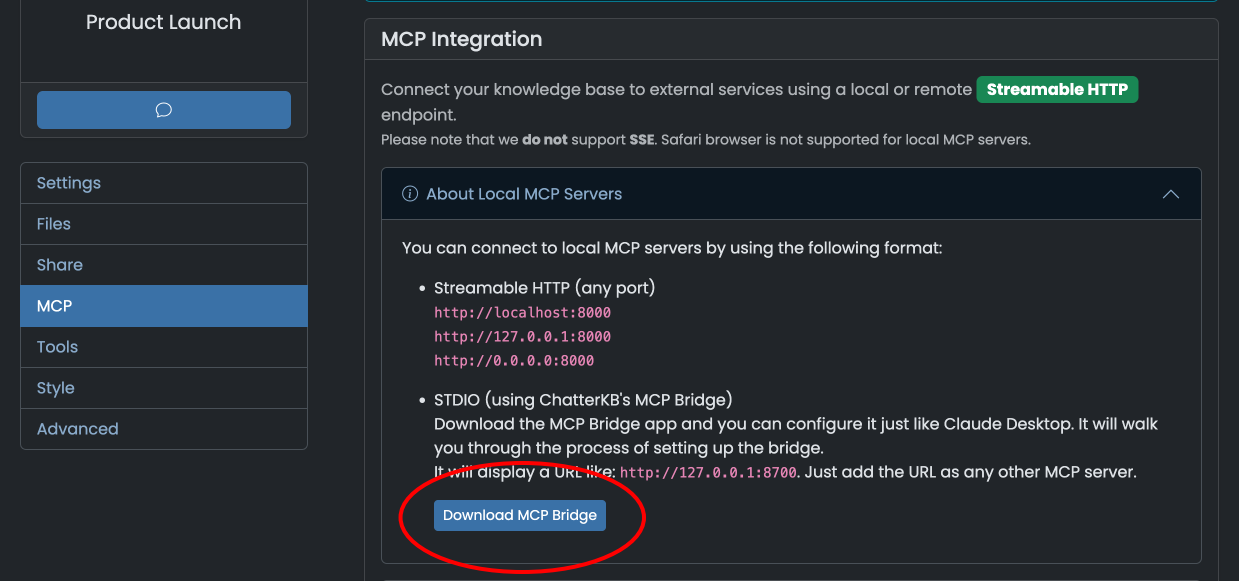 Product Launch
Settings
Files
Share
MCP
Tools
Style
Advanced
MCP Integration
Connect your knowledge base to external services using a local or remote Streamable HTTP
endpoint.
Please note that we do not support SSE. Safari browser is not supported for local MCP servers.
About Local MCP Servers
You can connect to local MCP servers by using the following format:
• Streamable HTTP (any port)
http://localhost:8000
http://127.0.0.1:8000
http://0.0.0.0:8000
• STDIO (using ChatterKB's MCP Bridge)
Download the MCP Bridge app and you can configure it just like Claude Desktop. It will walk
you through the process of setting up the bridge.
It will display a URL like: http://127.0.0.1:8700. Just add the URL as any other MCP server.
Download MCP Bridge